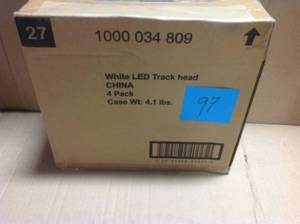 27
1000 034 809
White LED Track head
CHINA
4 Pack
Case Wt: 4.1 lbs.
97